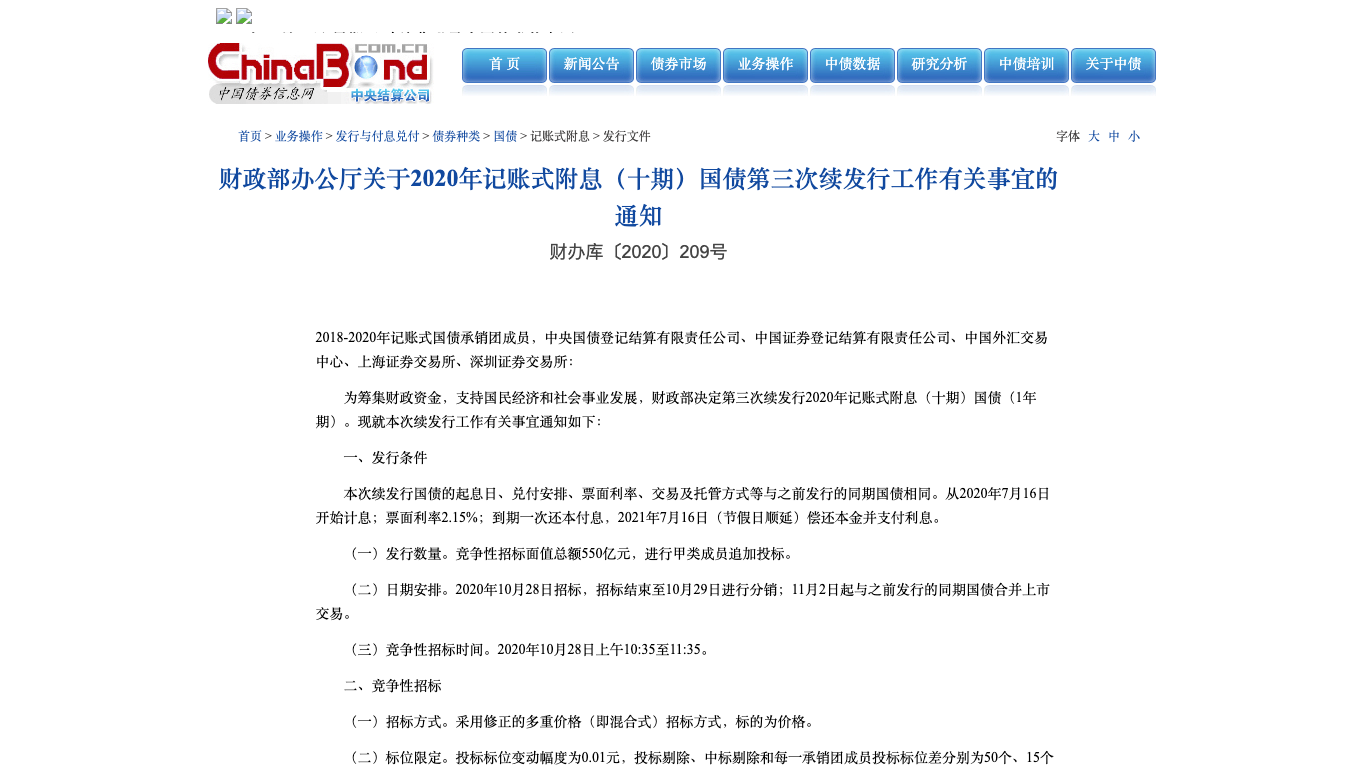 com.cn
ChinaBond
中国债券信息网
中央结算公司
首 页
新闻公告
债券市场
业务操作
中债数据
研究分析
中债培训
关于中债
首页 > 业务操作 > 发行与付息兑付 > 债券种类 > 国债 > 记账式附息 > 发行文件
字体 大 中 小
财政部办公厅关于2020年记账式附息（十期）国债第三次续发行工作有关事宜的
通知
财办库〔2020〕209号
2018-2020年记账式国债承销团成员，中央国债登记结算有限责任公司、中国证券登记结算有限责任公司、中国外汇交易
中心、上海证券交易所、深圳证券交易所：
为筹集财政资金，支持国民经济和社会事业发展，财政部决定第三次续发行2020年记账式附息（十期）国债（1年
期）。现就本次续发行工作有关事宜通知如下：
一、发行条件
本次续发行国债的起息日、兑付安排、票面利率、交易及托管方式等与之前发行的同期国债相同。从2020年7月16日
开始计息；票面利率2.15%；到期一次还本付息，2021年7月16日（节假日顺延）偿还本金并支付利息。
（一）发行数量。竞争性招标面值总额550亿元，进行甲类成员追加投标。
（二）日期安排。2020年10月28日招标，招标结束至10月29日进行分销；11月2日起与之前发行的同期国债合并上市
交易。
（三）竞争性招标时间。2020年10月28日上午10:35至11:35。
二、竞争性招标
（一）招标方式。采用修正的多重价格（即混合式）招标方式，标的为价格。
（二）标位限定。投标标位变动幅度为0.01元，投标剔除、中标剔除和每一承销团成员投标标位差分别为50个、15个